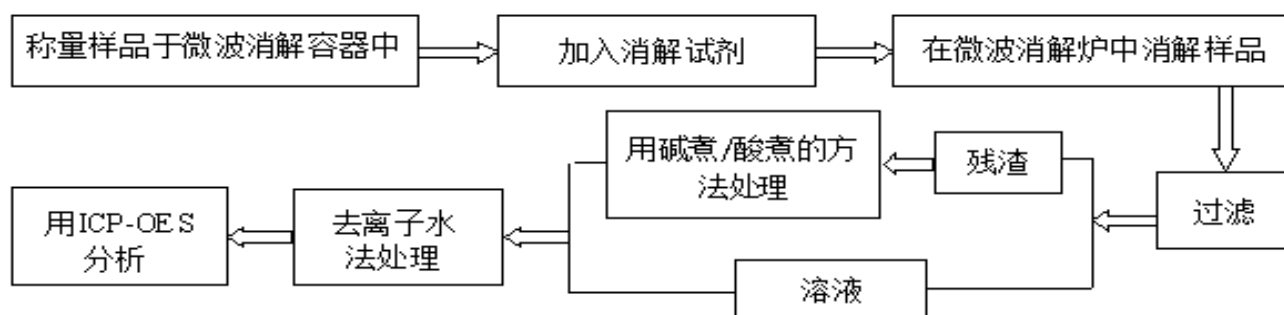 称量样品于微波消解容器中
加入消解试剂
在微波消解炉中消解样品
过滤
残渣
用碱煮/酸煮的方
法处理
溶液
去离子水
法处理
用ICP-OES
分析